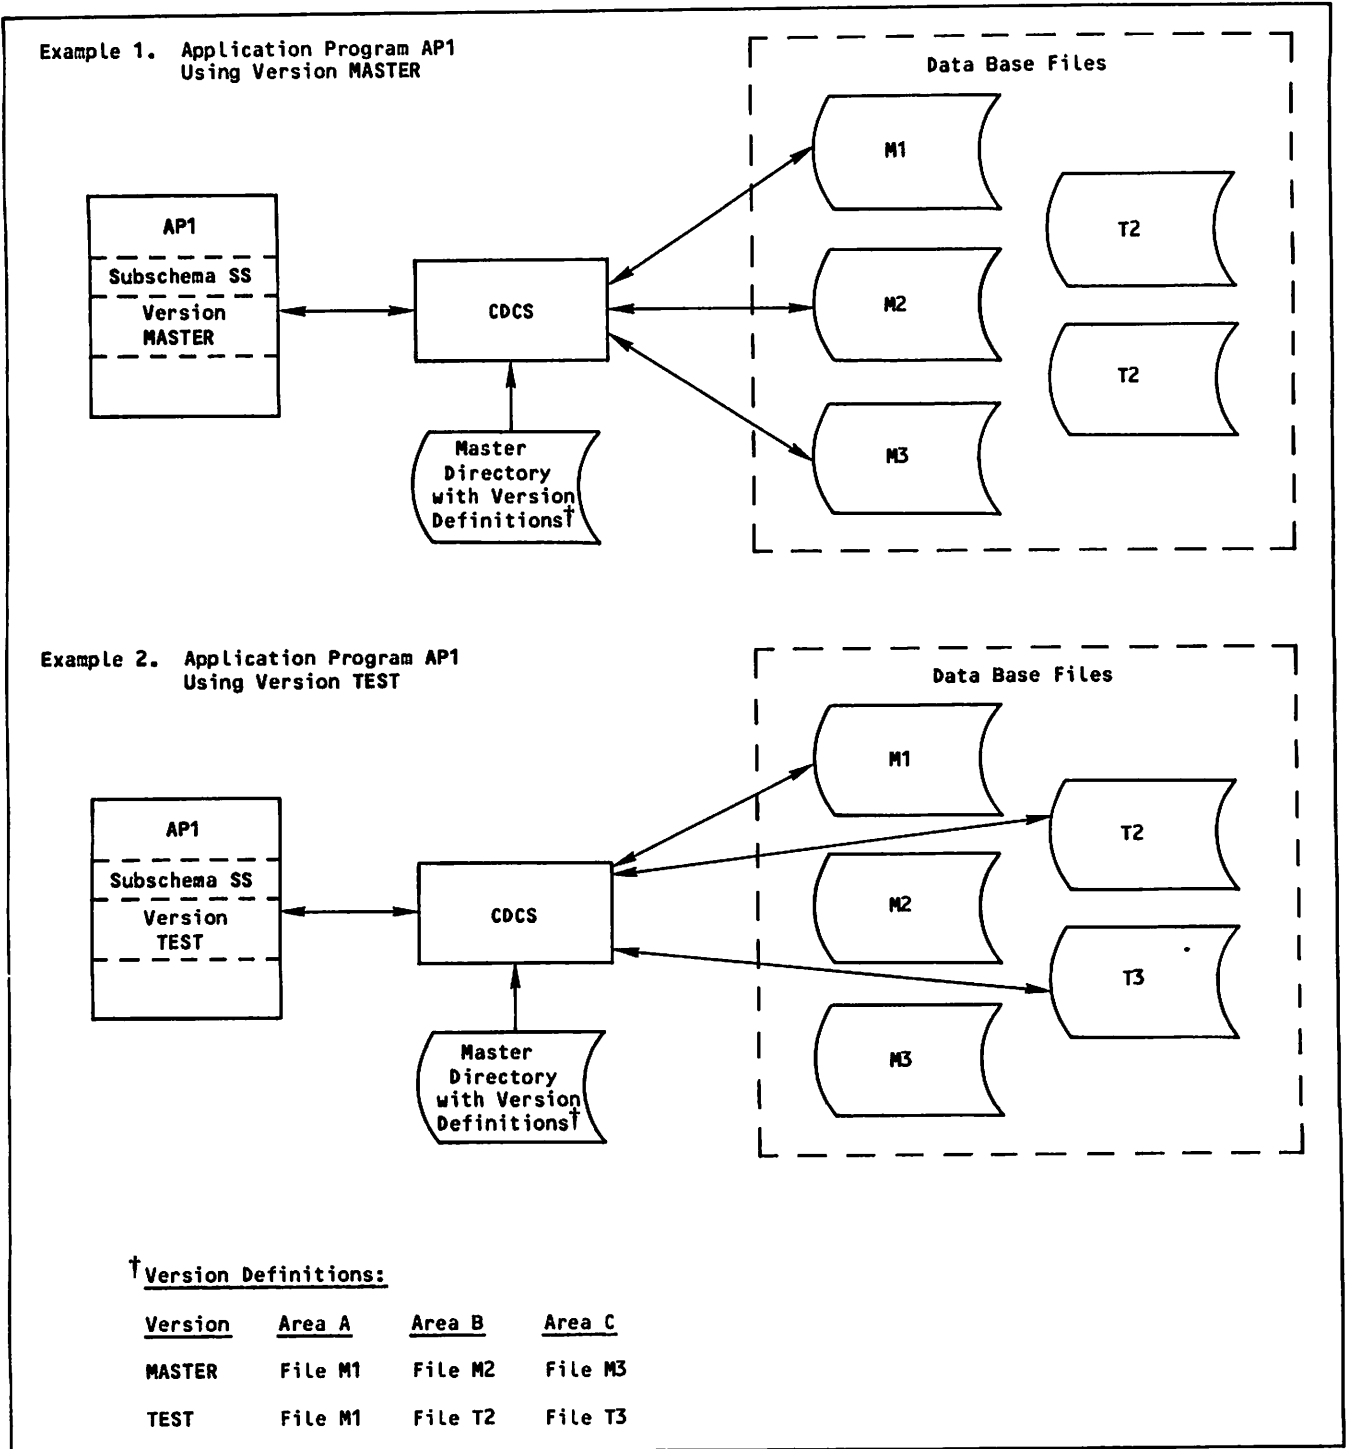 Example 1. Application Program AP1
Using Version MASTER
Data Base Files
M1
T2
AP1
Subschema SS
Version
MASTER
CDCS
M2
T2
M3
Master
Directory
with Version
Definitions†
Example 2. Application Program AP1
Using Version TEST
Data Base Files
M1
T2
AP1
Subschema SS
Version
TEST
CDCS
M2
T3
M3
Master
Directory
with Version
Definitions†
†Version Definitions:
Version Area A Area B Area C
MASTER File M1 File M2 File M3
TEST File M1 File T2 File T3